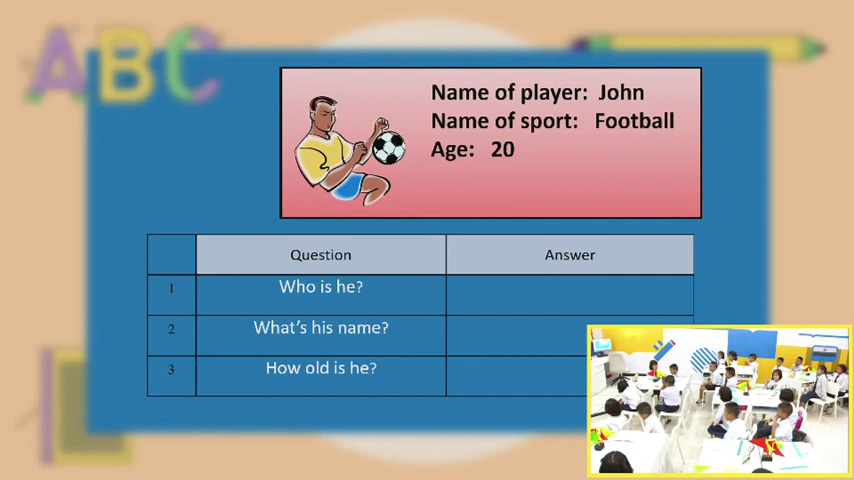 ABC
Name of player: John
Name of sport: Football
Age: 20
Question Answer
1 Who is he?
2 What's his name?
3 How old is he?